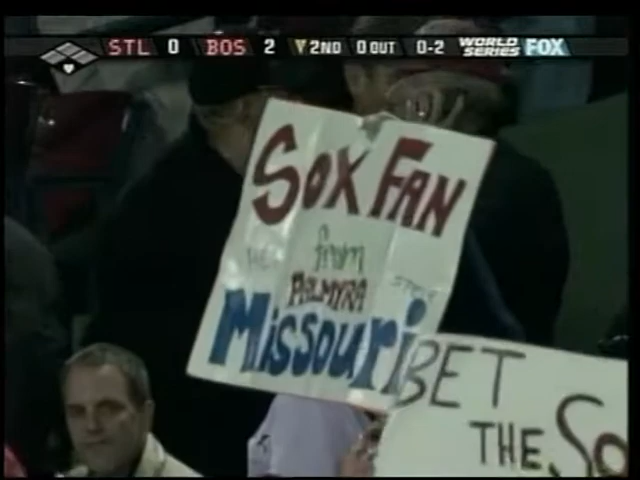 STL 0 BOS 2 2ND 0 OUT 0-2 WORLD SERIES FOX
SOX FAN
from
PALMYRA
Missouri
BET
THE SO